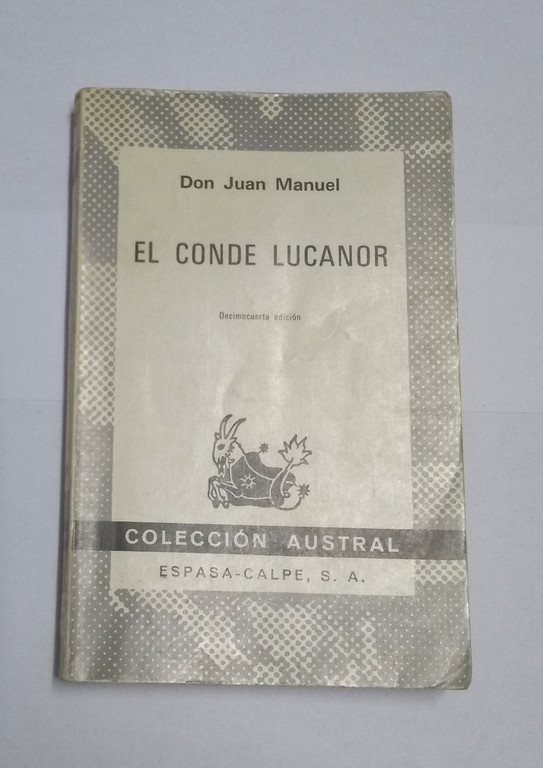 Don Juan Manuel
EL CONDE LUCANOR
Decimocuarta edición
COLECCIÓN AUSTRAL
ESPASA-CALPE, S. A.